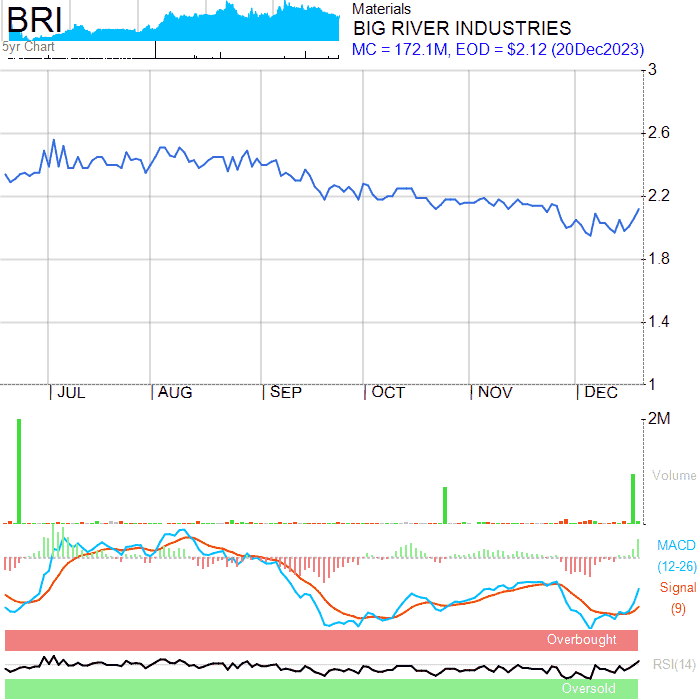 BRI
5yr Chart
Materials
BIG RIVER INDUSTRIES
MC = 172.1M, EOD = $2.12 (20Dec2023)
3
2.6
2.2
1.8
1.4
1
JUL AUG SEP OCT NOV DEC
2M
Volume
MACD
(12-26)
Signal
(9)
Overbought
RSI(14)
Oversold